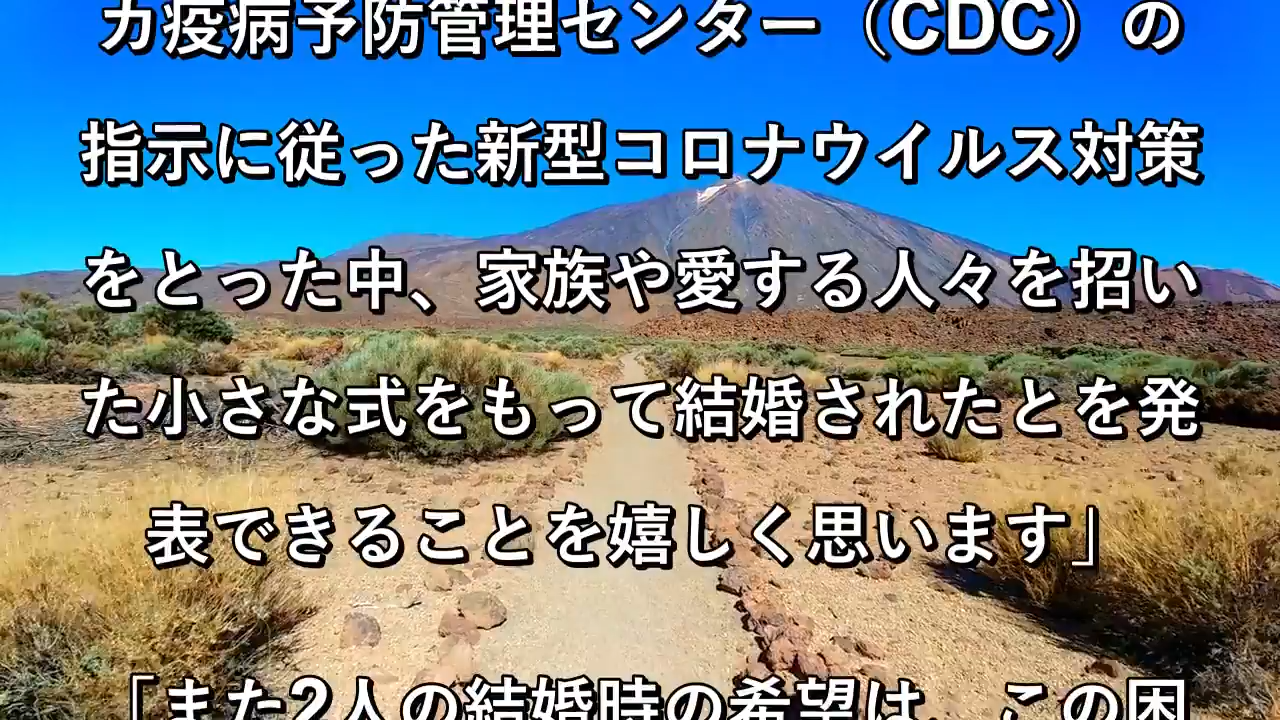 カ疫病予防管理センター（CDC）の
指示に従った新型コロナウイルス対策
をとった中、家族や愛する人々を招い
た小さな式をもって結婚されたとを発
表できることを嬉しく思います」
「また2人の結婚時の希望は、この困